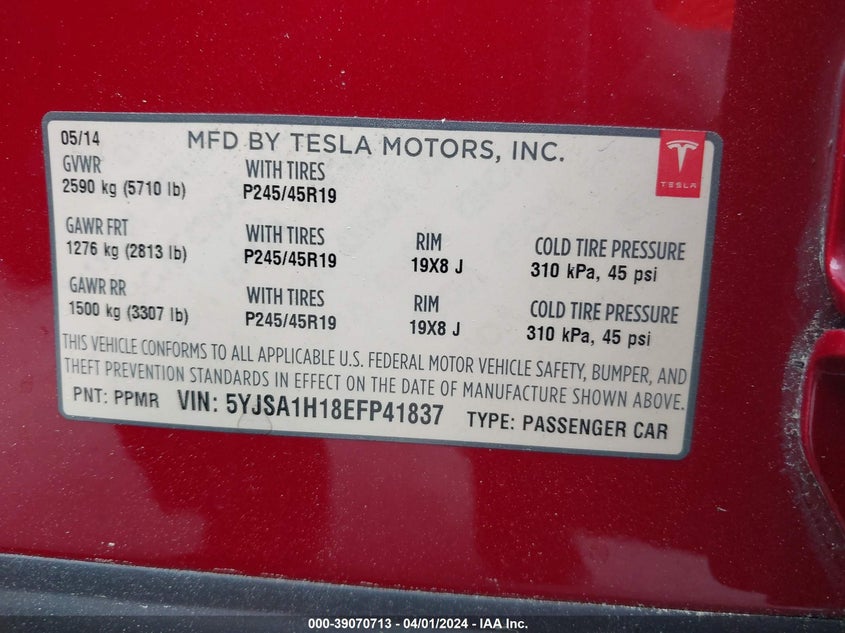 05/14
MFD BY TESLA MOTORS, INC.
TESLA
GVWR WITH TIRES
2590 kg (5710 lb) P245/45R19
GAWR FRT WITH TIRES RIM COLD TIRE PRESSURE
1276 kg (2813 lb) P245/45R19 19X8 J 310 kPa, 45 psi
GAWR RR WITH TIRES RIM COLD TIRE PRESSURE
1500 kg (3307 lb) P245/45R19 19X8 J 310 kPa, 45 psi
THIS VEHICLE CONFORMS TO ALL APPLICABLE U.S. FEDERAL MOTOR VEHICLE SAFETY, BUMPER, AND
THEFT PREVENTION STANDARDS IN EFFECT ON THE DATE OF MANUFACTURE SHOWN ABOVE.
PNT: PPMR VIN: 5YJSA1H18EFP41837 TYPE: PASSENGER CAR
000-39070713 - 04/01/2024 - IAA Inc.